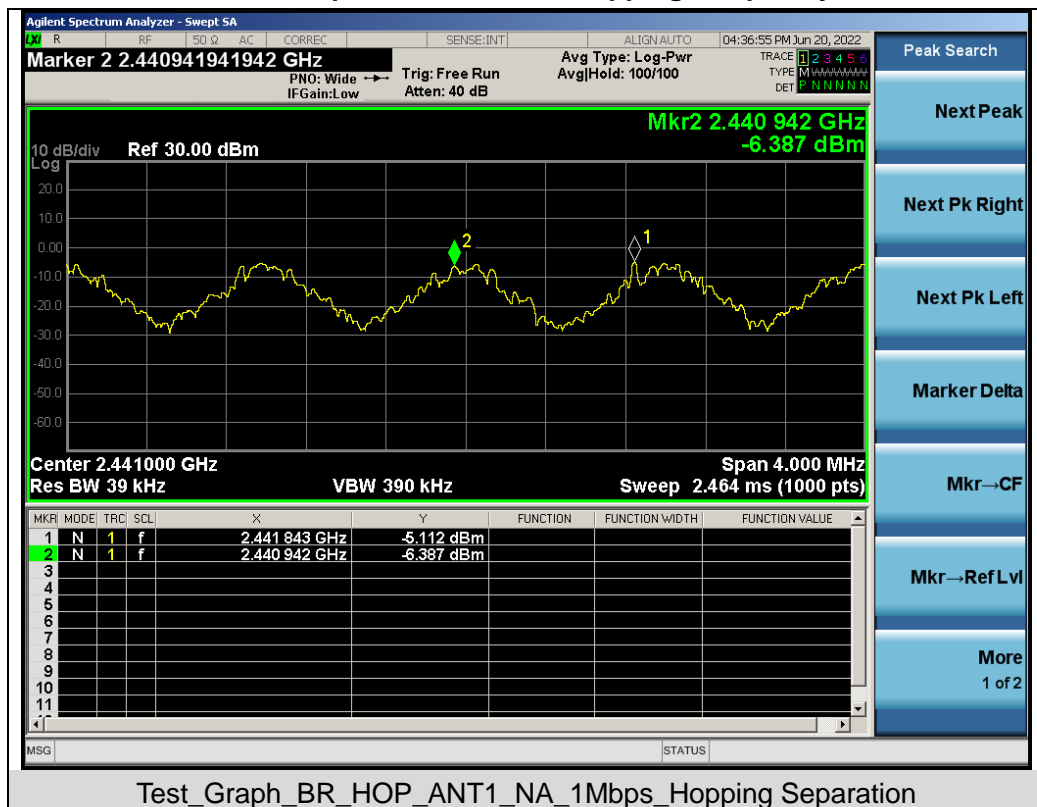 Agilent Spectrum Analyzer - Swept SA
LXI R RF 50 Ω AC CORREC SENSE:INT ALIGN AUTO 04:36:55 PM Jun 20, 2022
Marker 2 2.440941941942 GHz
PNO: Wide
IFGain:Low
Trig: Free Run
Atten: 40 dB
Avg Type: Log-Pwr
Avg|Hold: 100/100
TRACE 1 2 3 4 5 6
TYPE M
DET P N N N N N
Peak Search
Next Peak
Next Pk Right
Next Pk Left
Marker Delta
Mkr→CF
Mkr→Ref Lvl
More
1 of 2
Mkr2 2.440 942 GHz
-6.387 dBm
10 dB/div Ref 30.00 dBm
Log
20.0
10.0
0.00
-10.0
-20.0
-30.0
-40.0
-50.0
-60.0
2
1
Center 2.441000 GHz Span 4.000 MHz
Res BW 39 kHz VBW 390 kHz Sweep 2.464 ms (1000 pts)
MKR MODE TRC SCL X Y FUNCTION FUNCTION WIDTH FUNCTION VALUE
1 N 1 f 2.441 843 GHz -5.112 dBm
2 N 1 f 2.440 942 GHz -6.387 dBm
3
4
5
6
7
8
9
10
11
MSG STATUS
Test_Graph_BR_HOP_ANT1_NA_1Mbps_Hopping Separation